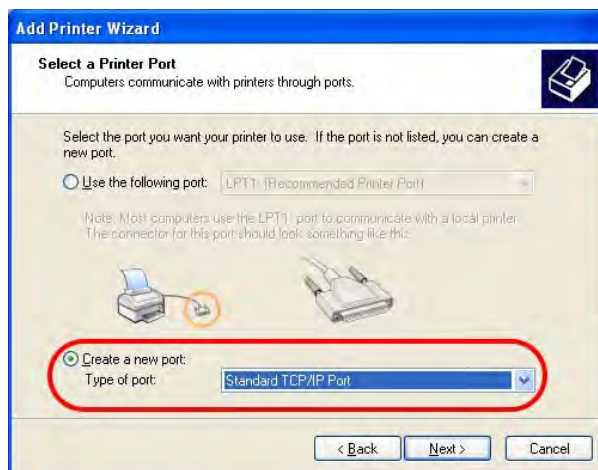 Add Printer Wizard
Select a Printer Port
Computers communicate with printers through ports.
Select the port you want your printer to use. If the port is not listed, you can create a
new port.
Use the following port: LPT1: (Recommended Printer Port)
Note: Most computers use the LPT1: port to communicate with a local printer.
The connector for this port should look something like this:
Create a new port:
Type of port: Standard TCP/IP Port
< Back Next > Cancel